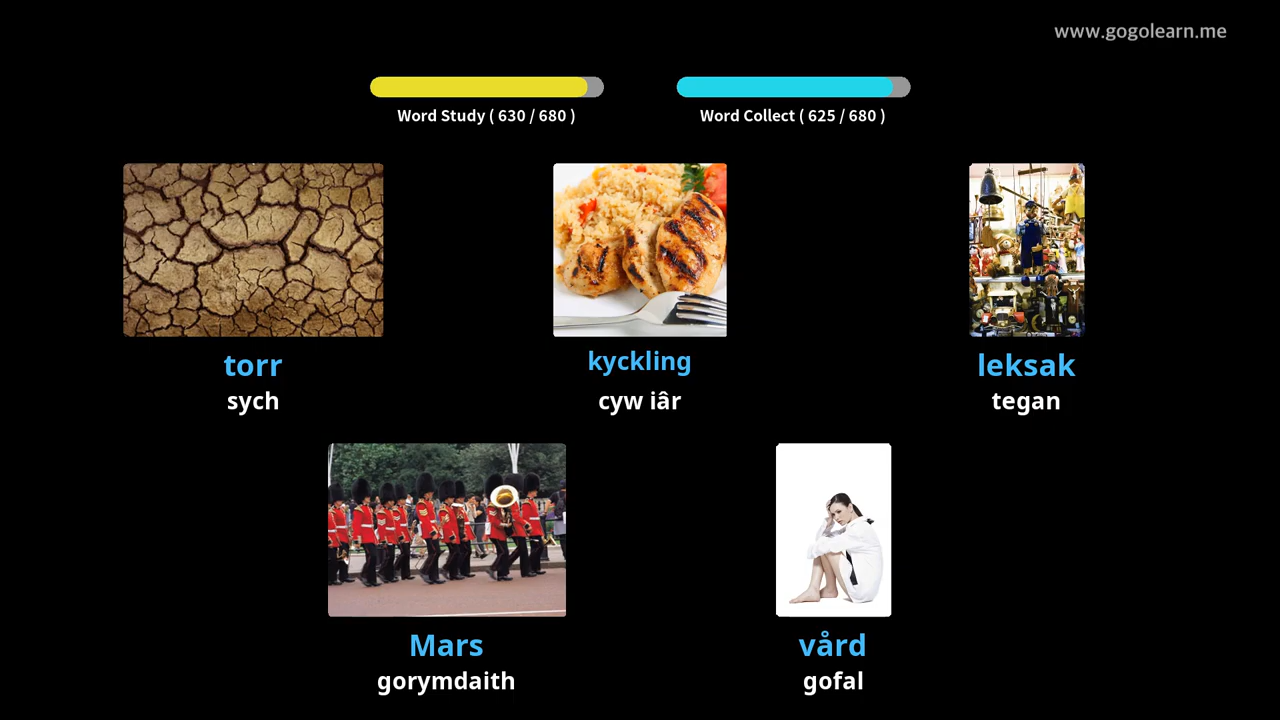 www.gogolearn.me
Word Study ( 630 / 680 )
Word Collect ( 625 / 680 )
torr
sych
kyckling
cyw iâr
leksak
tegan
Mars
gorymdaith
vård
gofal